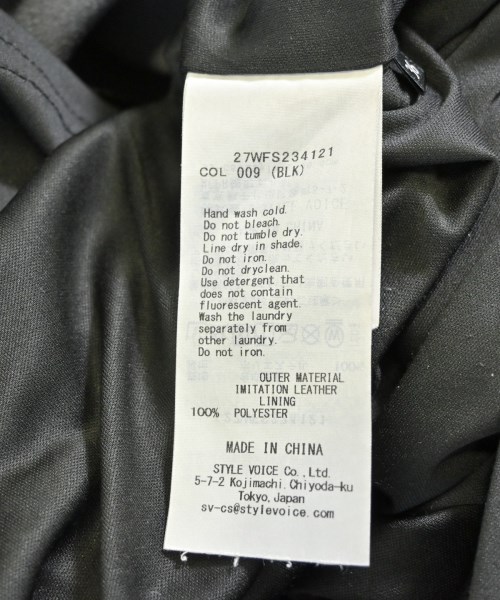 27WFS234121
COL 009 (BLK)
Hand wash cold.
Do not bleach.
Do not tumble dry.
Line dry in shade.
Do not iron.
Do not dryclean.
Use detergent that
does not contain
fluorescent agent.
Wash the laundry
separately from
other laundry.
Do not iron.
OUTER MATERIAL
IMITATION LEATHER
LINING
100% POLYESTER
MADE IN CHINA
STYLE VOICE Co.,Ltd.
5-7-2 Kojimachi, Chiyoda-ku
Tokyo, Japan
sv-cs@stylevoice.com